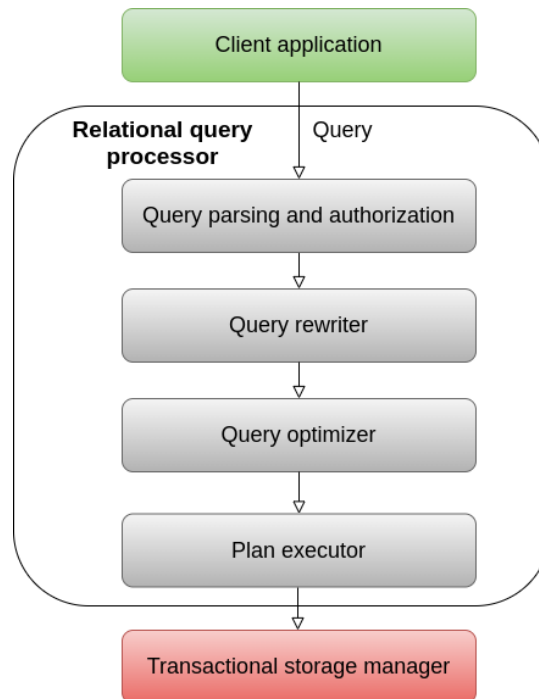 Client application
Relational query
processor
Query
Query parsing and authorization
Query rewriter
Query optimizer
Plan executor
Transactional storage manager